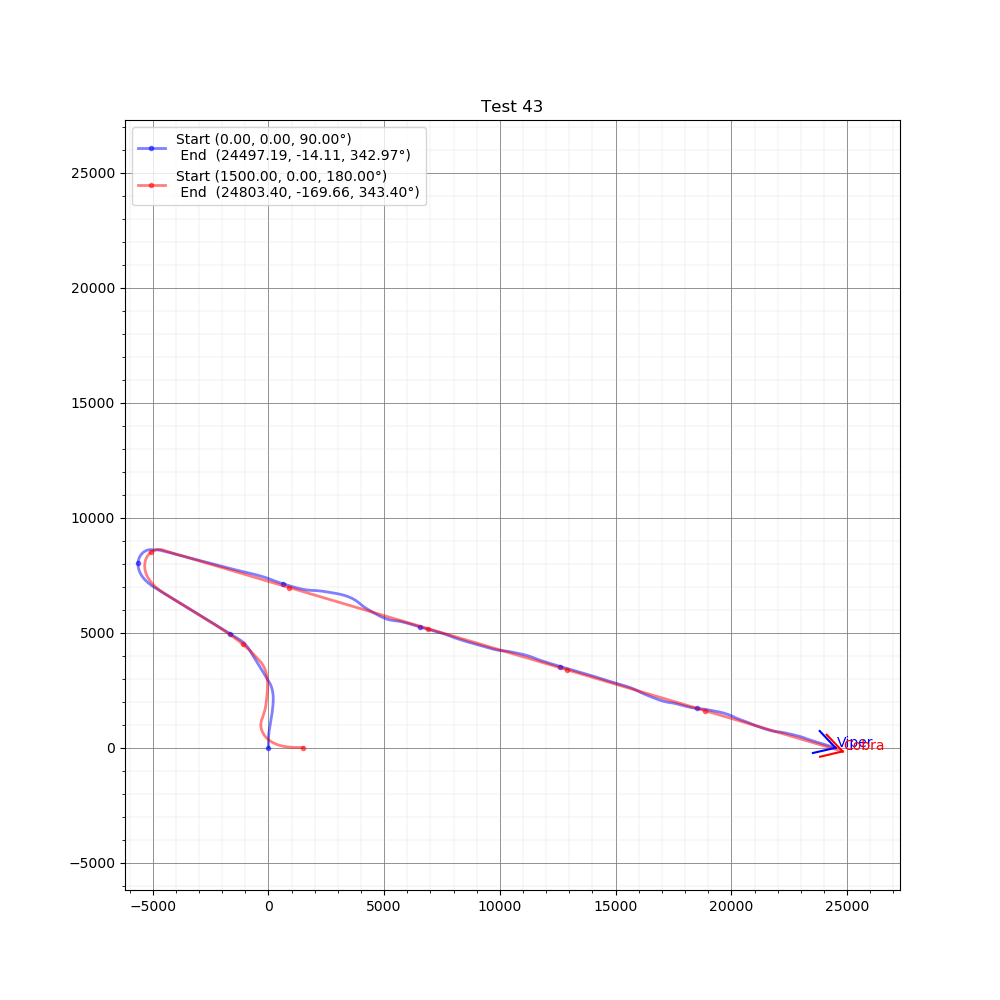 Test 43
Start (0.00, 0.00, 90.00°)
End (24497.19, -14.11, 342.97°)
Start (1500.00, 0.00, 180.00°)
End (24803.40, -169.66, 343.40°)
25000
20000
15000
10000
5000
0
−5000
Viper
Cobra
−5000 0 5000 10000 15000 20000 25000